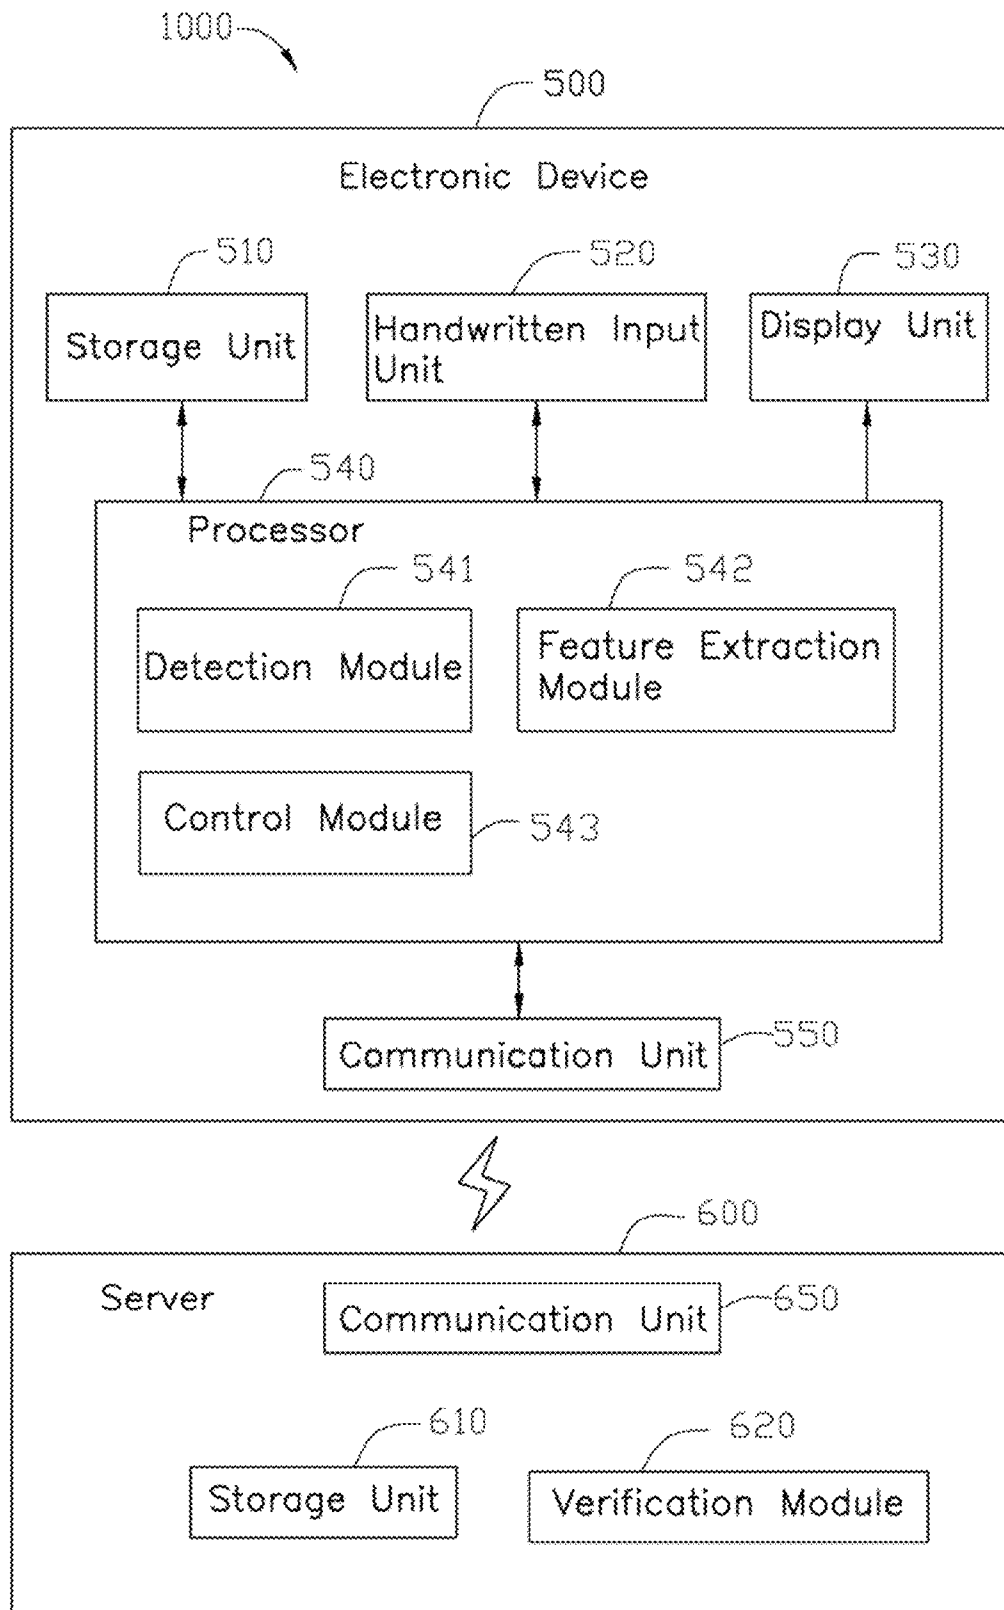 1000
500
Electronic Device
510
520
530
Storage Unit
Handwritten Input
Unit
Display Unit
540
Processor
541
542
Detection Module
Feature Extraction
Module
Control Module
543
Communication Unit
550
600
Server
Communication Unit
650
610
620
Storage Unit
Verification Module